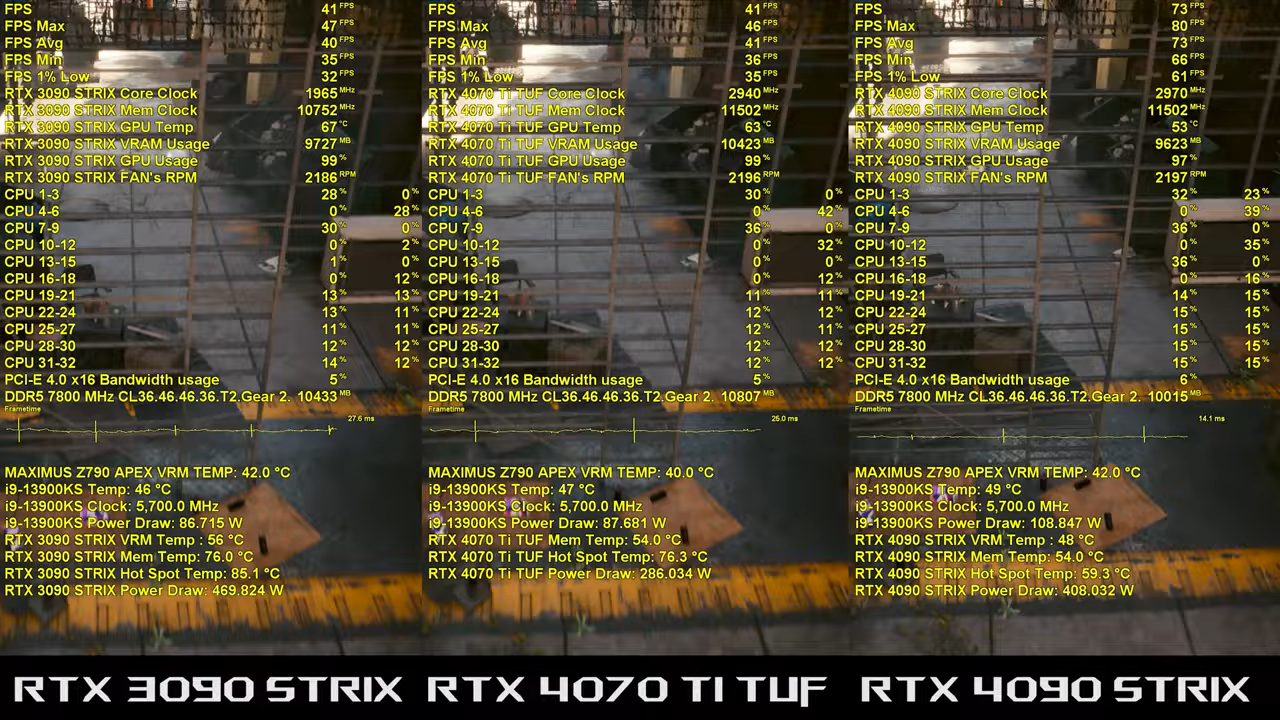 FPS 41 FPS
FPS Max 47 FPS
FPS Avg 40 FPS
FPS Min 35 FPS
FPS 1% Low 32 FPS
RTX 3090 STRIX Core Clock 1965 MHz
RTX 3090 STRIX Mem Clock 10752 MHz
RTX 3090 STRIX GPU Temp 67 °C
RTX 3090 STRIX VRAM Usage 9727 MB
RTX 3090 STRIX GPU Usage 99 %
RTX 3090 STRIX FAN's RPM 2186 RPM
CPU 1-3 28 % 0 %
CPU 4-6 0 % 28 %
CPU 7-9 30 % 0 %
CPU 10-12 0 % 2 %
CPU 13-15 1 % 0 %
CPU 16-18 0 % 12 %
CPU 19-21 13 % 13 %
CPU 22-24 13 % 11 %
CPU 25-27 11 % 11 %
CPU 28-30 12 % 12 %
CPU 31-32 14 % 12 %
PCI-E 4.0 x16 Bandwidth usage 5 %
DDR5 7800 MHz CL36.46.46.36.T2.Gear 2. 10433 MB
Frametime
27.6 ms
MAXIMUS Z790 APEX VRM TEMP: 42.0 °C
i9-13900KS Temp: 46 °C
i9-13900KS Clock: 5,700.0 MHz
i9-13900KS Power Draw: 86.715 W
RTX 3090 STRIX VRM Temp : 56 °C
RTX 3090 STRIX Mem Temp: 76.0 °C
RTX 3090 STRIX Hot Spot Temp: 85.1 °C
RTX 3090 STRIX Power Draw: 469.824 W
RTX 3090 STRIX
FPS 41 FPS
FPS Max 46 FPS
FPS Avg 41 FPS
FPS Min 36 FPS
FPS 1% Low 35 FPS
RTX 4070 Ti TUF Core Clock 2940 MHz
RTX 4070 Ti TUF Mem Clock 11502 MHz
RTX 4070 Ti TUF GPU Temp 63 °C
RTX 4070 Ti TUF VRAM Usage 10423 MB
RTX 4070 Ti TUF GPU Usage 99 %
RTX 4070 Ti TUF FAN's RPM 2196 RPM
CPU 1-3 30 % 0 %
CPU 4-6 0 % 42 %
CPU 7-9 36 % 0 %
CPU 10-12 0 % 32 %
CPU 13-15 0 % 0 %
CPU 16-18 0 % 12 %
CPU 19-21 11 % 11 %
CPU 22-24 12 % 12 %
CPU 25-27 12 % 11 %
CPU 28-30 12 % 12 %
CPU 31-32 12 % 12 %
PCI-E 4.0 x16 Bandwidth usage 5 %
DDR5 7800 MHz CL36.46.46.36.T2.Gear 2. 10807 MB
Frametime
25.0 ms
MAXIMUS Z790 APEX VRM TEMP: 40.0 °C
i9-13900KS Temp: 47 °C
i9-13900KS Clock: 5,700.0 MHz
i9-13900KS Power Draw: 87.681 W
RTX 4070 Ti TUF Mem Temp: 54.0 °C
RTX 4070 Ti TUF Hot Spot Temp: 76.3 °C
RTX 4070 Ti TUF Power Draw: 286.034 W
RTX 4070 TI TUF
FPS 73 FPS
FPS Max 80 FPS
FPS Avg 73 FPS
FPS Min 66 FPS
FPS 1% Low 61 FPS
RTX 4090 STRIX Core Clock 2970 MHz
RTX 4090 STRIX Mem Clock 11502 MHz
RTX 4090 STRIX GPU Temp 53 °C
RTX 4090 STRIX VRAM Usage 9623 MB
RTX 4090 STRIX GPU Usage 97 %
RTX 4090 STRIX FAN's RPM 2197 RPM
CPU 1-3 32 % 23 %
CPU 4-6 0 % 39 %
CPU 7-9 36 % 0 %
CPU 10-12 0 % 35 %
CPU 13-15 36 % 0 %
CPU 16-18 0 % 16 %
CPU 19-21 14 % 15 %
CPU 22-24 15 % 15 %
CPU 25-27 15 % 15 %
CPU 28-30 15 % 15 %
CPU 31-32 15 % 15 %
PCI-E 4.0 x16 Bandwidth usage 6 %
DDR5 7800 MHz CL36.46.46.36.T2.Gear 2. 10015 MB
Frametime
14.1 ms
MAXIMUS Z790 APEX VRM TEMP: 42.0 °C
i9-13900KS Temp: 49 °C
i9-13900KS Clock: 5,700.0 MHz
i9-13900KS Power Draw: 108.847 W
RTX 4090 STRIX VRM Temp : 48 °C
RTX 4090 STRIX Mem Temp: 54.0 °C
RTX 4090 STRIX Hot Spot Temp: 59.3 °C
RTX 4090 STRIX Power Draw: 408.032 W
RTX 4090 STRIX